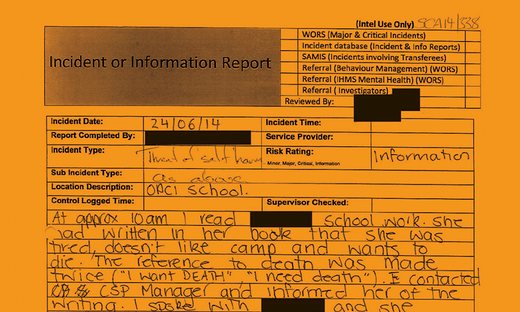 (Intel Use Only) SCA14/338
WORS (Major & Critical Incidents)
Incident database (Incident & Info Reports)
SAMIS (Incidents involving Transferees)
Incident or Information Report
Referral (Behaviour Management) (WORS)
Referral (IHMS Mental Health) (WORS)
Referral ( Investigators)
Reviewed By:
Incident Date: 24/06/14 Incident Time:
Report Completed By: Service Provider:
Incident Type: Threat of self harm Risk Rating: Information
Minor, Major, Critical, Information
Sub Incident Type: as above
Location Description: OPC1 School.
Control Logged Time: Supervisor Checked:
At approx 10am I read School work. She
had written in her book that she was
tired, doesn't like camp and wants to
die. The reference to death was made
twice ("I want DEATH", "I need death"). I contacted
CSP Manager and informed her of the
writing. I spoke with and she